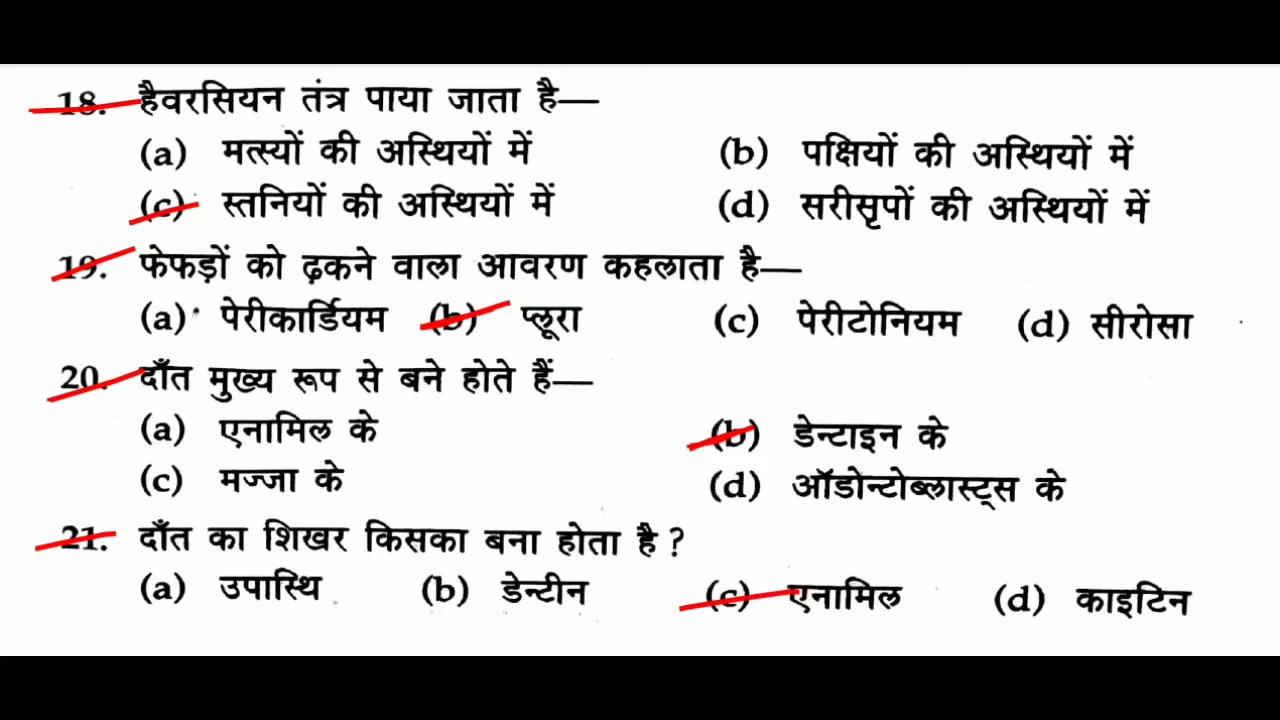 18. हैवरसियन तंत्र पाया जाता है—
(a) मत्स्यों की अस्थियों में (b) पक्षियों की अस्थियों में
(c) स्तनियों की अस्थियों में (d) सरीसृपों की अस्थियों में
19. फेफड़ों को ढ़कने वाला आवरण कहलाता है—
(a) पेरीकार्डियम (b) प्लूरा (c) पेरीटोनियम (d) सीरोसा
20. दाँत मुख्य रूप से बने होते हैं—
(a) एनामिल के (b) डेन्टाइन के
(c) मज्जा के (d) ऑडोन्टोब्लास्ट्स के
21. दाँत का शिखर किसका बना होता है ?
(a) उपास्थि (b) डेन्टीन (c) एनामिल (d) काइटिन